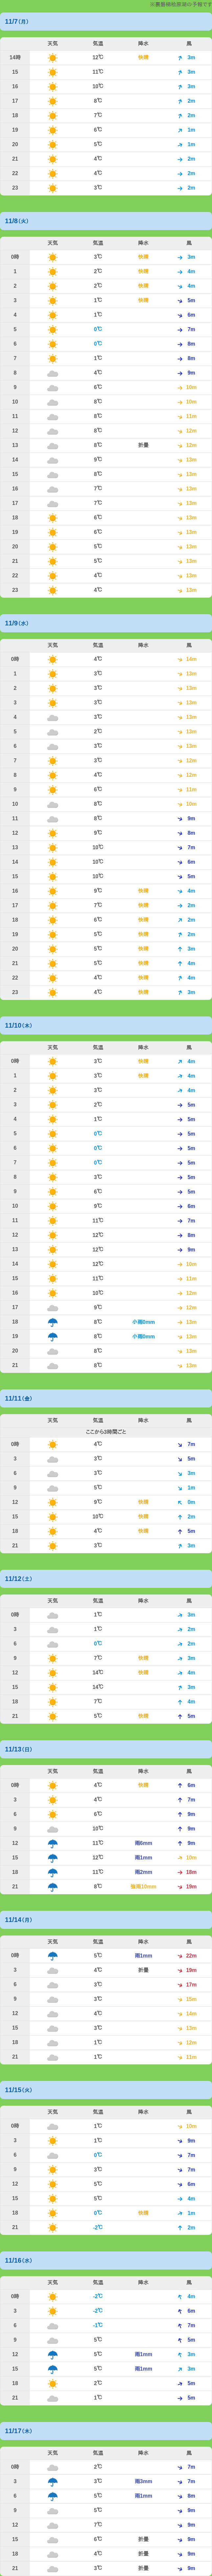 11/7(月)
天気 気温 降水 風
14時 12℃ 快晴 3m
15 11℃ 3m
16 10℃ 3m
17 8℃ 2m
18 7℃ 2m
19 6℃ 1m
20 5℃ 1m
21 4℃ 2m
22 4℃ 2m
23 3℃ 2m
11/8(火)
天気 気温 降水 風
0時 3℃ 快晴 3m
1 2℃ 快晴 4m
2 2℃ 快晴 4m
3 1℃ 快晴 5m
4 1℃ 6m
5 0℃ 7m
6 0℃ 8m
7 1℃ 8m
8 4℃ 9m
9 6℃ 10m
10 8℃ 10m
11 8℃ 11m
12 8℃ 12m
13 8℃ 折畳 12m
14 9℃ 13m
15 8℃ 13m
16 7℃ 13m
17 7℃ 13m
18 6℃ 13m
19 6℃ 13m
20 5℃ 13m
21 5℃ 13m
22 4℃ 13m
23 4℃ 13m
11/9(水)
天気 気温 降水 風
0時 4℃ 14m
1 3℃ 13m
2 3℃ 13m
3 3℃ 13m
4 3℃ 13m
5 2℃ 13m
6 3℃ 13m
7 3℃ 12m
8 4℃ 12m
9 6℃ 11m
10 8℃ 10m
11 8℃ 9m
12 9℃ 8m
13 10℃ 7m
14 10℃ 6m
15 10℃ 5m
16 9℃ 快晴 4m
17 7℃ 快晴 2m
18 6℃ 快晴 2m
19 5℃ 快晴 2m
20 5℃ 快晴 3m
21 5℃ 快晴 4m
22 4℃ 快晴 4m
23 4℃ 快晴 3m
11/10(木)
天気 気温 降水 風
0時 3℃ 快晴 4m
1 3℃ 快晴 4m
2 3℃ 4m
3 2℃ 5m
4 1℃ 5m
5 0℃ 5m
6 0℃ 5m
7 0℃ 5m
8 3℃ 5m
9 6℃ 5m
10 9℃ 6m
11 11℃ 7m
12 12℃ 8m
13 12℃ 9m
14 12℃ 10m
15 11℃ 11m
16 10℃ 12m
17 9℃ 12m
18 8℃ 小雨0mm 13m
19 8℃ 小雨0mm 13m
20 8℃ 13m
21 8℃ 13m
11/11(金)
天気 気温 降水 風
ここから3時間ごと
0時 4℃ 7m
3 3℃ 5m
6 3℃ 3m
9 5℃ 1m
12 9℃ 快晴 0m
15 10℃ 快晴 2m
18 4℃ 快晴 5m
21 3℃ 3m
11/12(土)
天気 気温 降水 風
0時 1℃ 3m
3 1℃ 2m
6 0℃ 2m
9 7℃ 快晴 3m
12 14℃ 快晴 4m
15 14℃ 3m
18 7℃ 4m
21 5℃ 快晴 5m
11/13(日)
天気 気温 降水 風
0時 4℃ 快晴 6m
3 4℃ 7m
6 6℃ 9m
9 10℃ 9m
12 11℃ 雨6mm 9m
15 12℃ 雨1mm 10m
18 11℃ 雨2mm 18m
21 8℃ 強雨10mm 19m
11/14(月)
天気 気温 降水 風
0時 5℃ 雨1mm 22m
3 4℃ 折畳 19m
6 3℃ 17m
9 3℃ 15m
12 4℃ 14m
15 3℃ 13m
18 1℃ 12m
21 1℃ 11m
11/15(火)
天気 気温 降水 風
0時 1℃ 10m
3 1℃ 9m
6 0℃ 7m
9 3℃ 7m
12 5℃ 6m
15 5℃ 4m
18 0℃ 快晴 1m
21 -2℃ 2m
11/16(水)
天気 気温 降水 風
0時 -2℃ 4m
3 -2℃ 6m
6 -1℃ 7m
9 5℃ 5m
12 5℃ 雨1mm 3m
15 5℃ 雨1mm 3m
18 2℃ 5m
21 1℃ 5m
11/17(木)
天気 気温 降水 風
0時 2℃ 7m
3 3℃ 雨3mm 7m
6 5℃ 雨1mm 8m
9 5℃ 9m
12 7℃ 9m
15 6℃ 折畳 9m
18 4℃ 折畳 9m
21 3℃ 折畳 9m